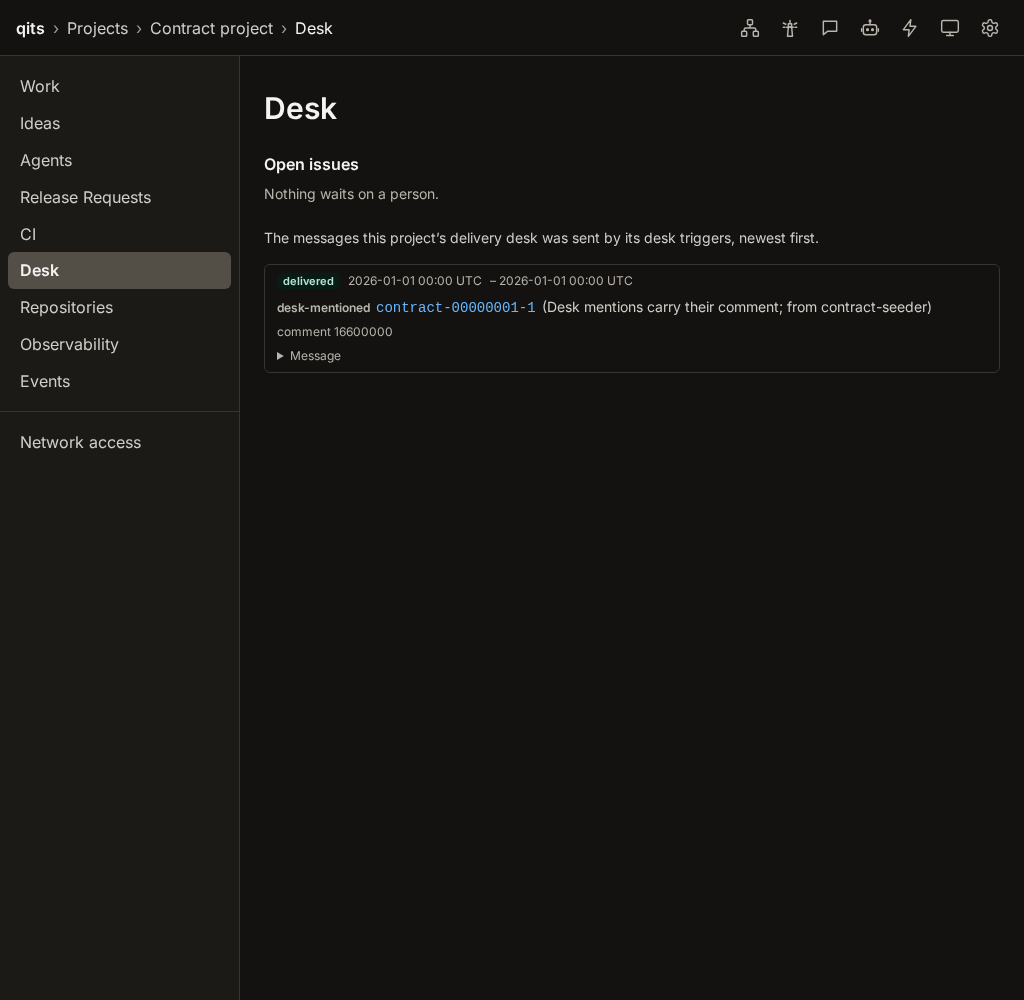 qits › Projects › Contract project › Desk
Work
Ideas
Agents
Release Requests
CI
Desk
Repositories
Observability
Events
Network access
Desk
Open issues
Nothing waits on a person.
The messages this project’s delivery desk was sent by its desk triggers, newest first.
delivered 2026-01-01 00:00 UTC – 2026-01-01 00:00 UTC
desk-mentioned contract-00000001-1 (Desk mentions carry their comment; from contract-seeder)
comment 16600000
Message